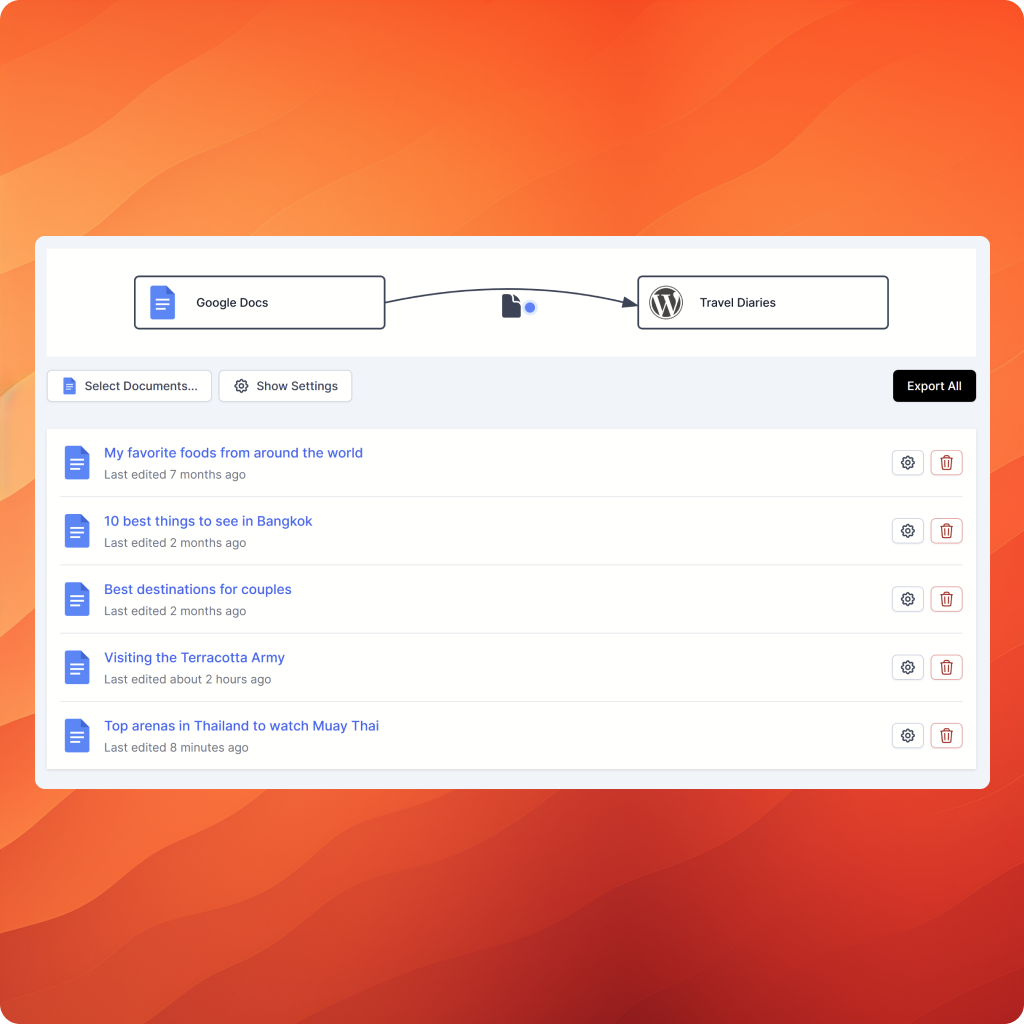 Google Docs
Travel Diaries
Select Documents...
Show Settings
Export All
My favorite foods from around the world
Last edited 7 months ago
10 best things to see in Bangkok
Last edited 2 months ago
Best destinations for couples
Last edited 2 months ago
Visiting the Terracotta Army
Last edited about 2 hours ago
Top arenas in Thailand to watch Muay Thai
Last edited 8 minutes ago